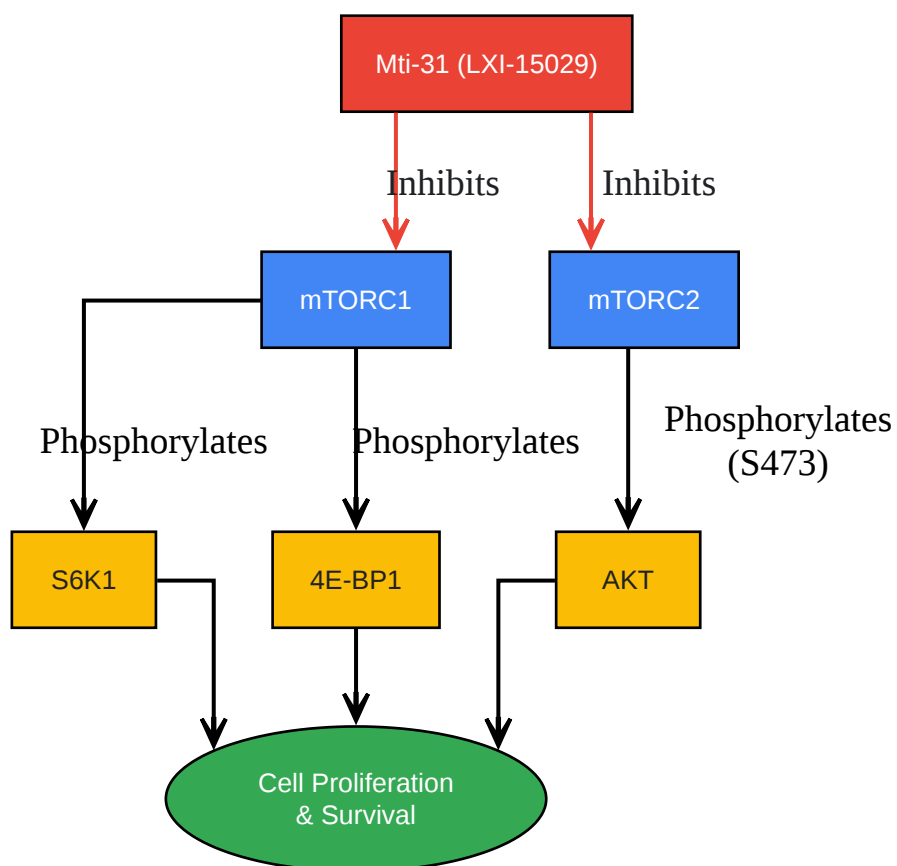 Mti-31 (LXI-15029)
Inhibits
Inhibits
mTORC1
mTORC2
Phosphorylates
Phosphorylates
Phosphorylates
(S473)
S6K1
4E-BP1
AKT
Cell Proliferation
& Survival